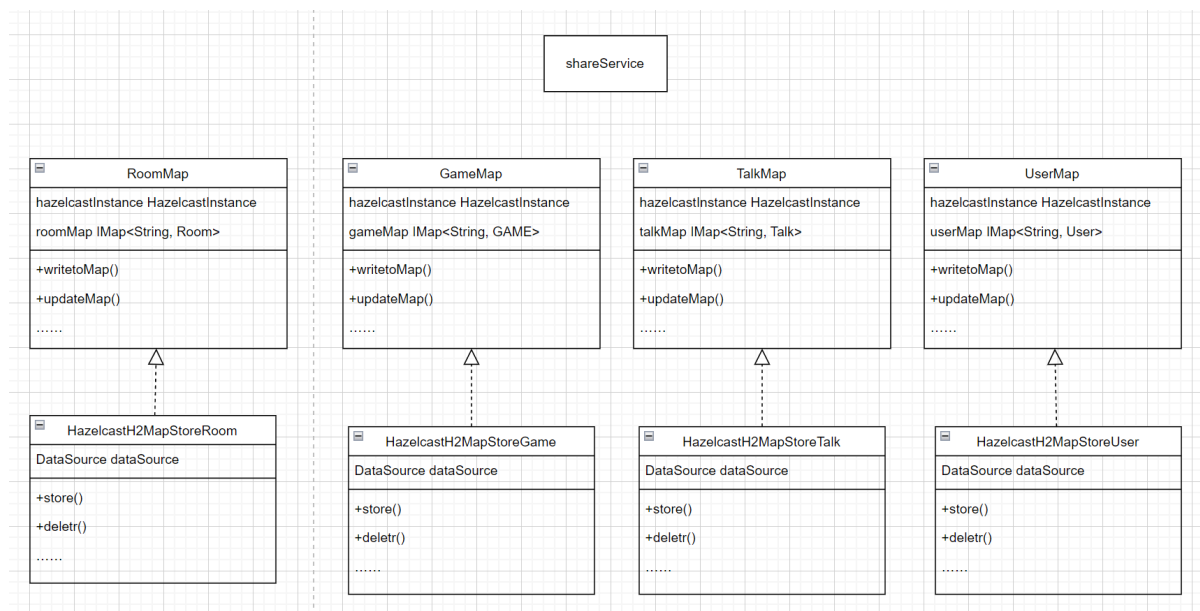 shareService
RoomMap
hazelcastInstance HazelcastInstance
roomMap IMap<String, Room>
+writetoMap()
+updateMap()
……
GameMap
hazelcastInstance HazelcastInstance
gameMap IMap<String, GAME>
+writetoMap()
+updateMap()
……
TalkMap
hazelcastInstance HazelcastInstance
talkMap IMap<String, Talk>
+writetoMap()
+updateMap()
……
UserMap
hazelcastInstance HazelcastInstance
userMap IMap<String, User>
+writetoMap()
+updateMap()
……
HazelcastH2MapStoreRoom
DataSource dataSource
+store()
+deletr()
……
HazelcastH2MapStoreGame
DataSource dataSource
+store()
+deletr()
……
HazelcastH2MapStoreTalk
DataSource dataSource
+store()
+deletr()
……
HazelcastH2MapStoreUser
DataSource dataSource
+store()
+deletr()
……